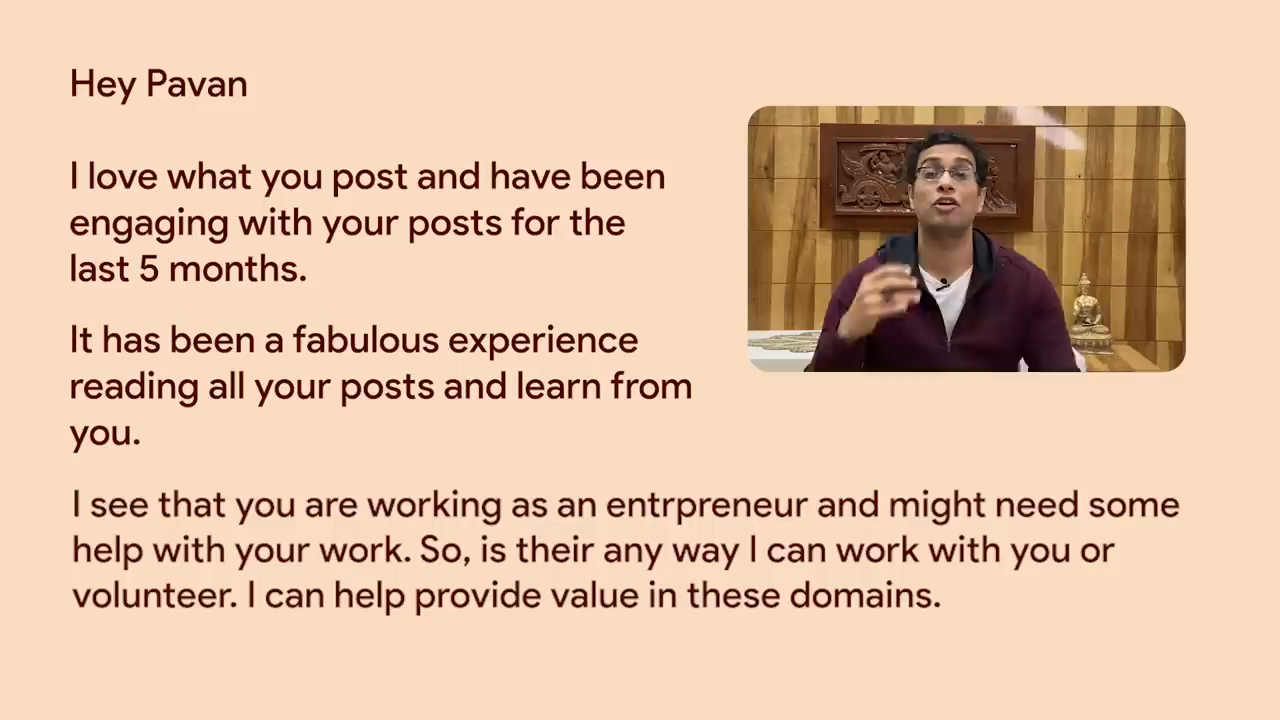 Hey Pavan
I love what you post and have been
engaging with your posts for the
last 5 months.
It has been a fabulous experience
reading all your posts and learn from
you.
I see that you are working as an entrpreneur and might need some
help with your work. So, is their any way I can work with you or
volunteer. I can help provide value in these domains.